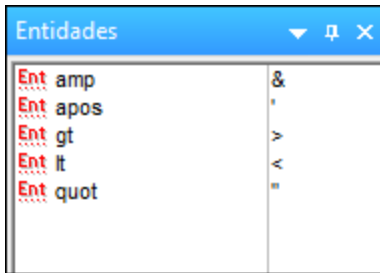 Entidades
Ent amp &
Ent apos '
Ent gt >
Ent lt <
Ent quot "